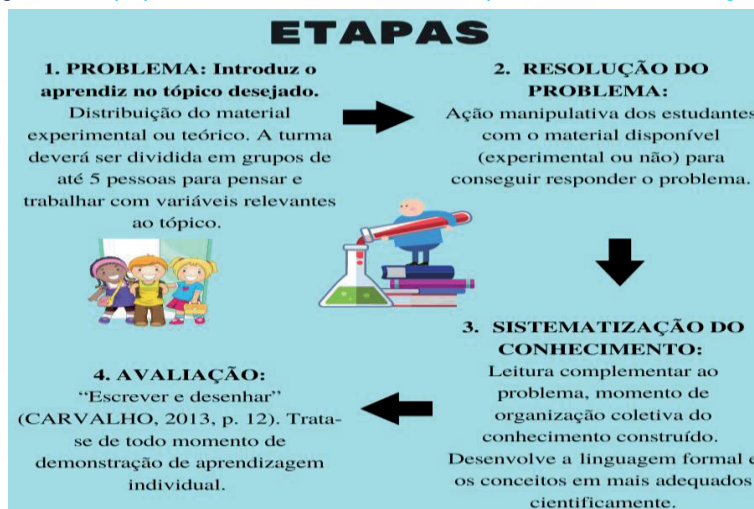 ETAPAS
1. PROBLEMA: Introduz o
aprendiz no tópico desejado.
Distribuição do material
experimental ou teórico. A turma
deverá ser dividida em grupos de
até 5 pessoas para pensar e
trabalhar com variáveis relevantes
ao tópico.
2. RESOLUÇÃO DO
PROBLEMA:
Ação manipulativa dos estudantes
com o material disponível
(experimental ou não) para
conseguir responder o problema.
3. SISTEMATIZAÇÃO DO
CONHECIMENTO:
Leitura complementar ao
problema, momento de
organização coletiva do
conhecimento construído.
Desenvolve a linguagem formal e
os conceitos em mais adequados
cientificamente.
4. AVALIAÇÃO:
“Escrever e desenhar”
(CARVALHO, 2013, p. 12). Trata-
se de todo momento de
demonstração de aprendizagem
individual.